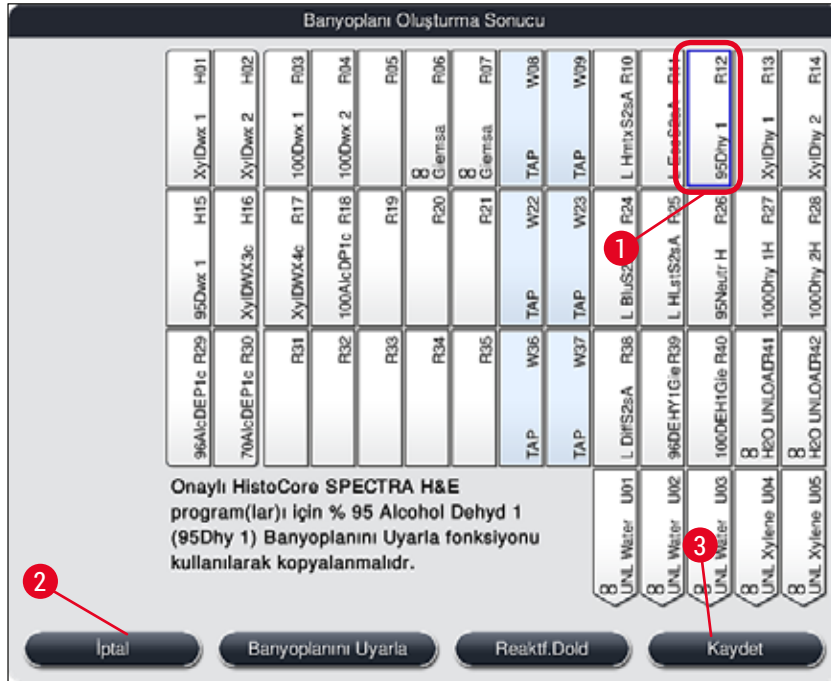 Banyoplanı Oluşturma Sonucu
XylDwx 1 H01
XylDwx 2 H02
100Dwx 1 R03
100Dwx 2 R04
R05
∞ Giemsa R06
∞ Giemsa R07
TAP W08
TAP W09
L HmtxS2sA R10
R11
95Dhy 1 R12
XylDhy 1 R13
XylDhy 2 R14
1
95Dwx 1 H15
XylDWX3c H16
XylDWX4c R17
100AlcDP1c R18
R19
R20
R21
TAP W22
TAP W23
L BluS2 R24
L HLstS2sA R25
95Neutr H R26
100Dhy 1H R27
100Dhy 2H R28
96AlcDEP1c R29
70AlcDEP1c R30
R31
R32
R33
R34
R35
TAP W36
TAP W37
L DifS2sA R38
96DEHY1Gie R39
100DEH1Gie R40
∞ H2O UNLOAD R41
∞ H2O UNLOAD R42
Onaylı HistoCore SPECTRA H&E
program(lar)ı için % 95 Alcohol Dehyd 1
(95Dhy 1) Banyoplanını Uyarla fonksiyonu
kullanılarak kopyalanmalıdr.
∞ UNL Water U01
∞ UNL Water U02
∞ UNL Water U03
∞ UNL Xylene U04
∞ UNL Xylene U05
2
3
İptal
Banyoplanını Uyarla
Reaktf.Dold
Kaydet